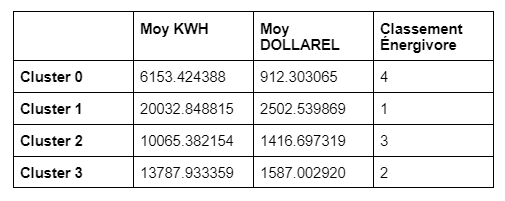 Moy KWH Moy DOLLAREL Classement Énergivore
Cluster 0 6153.424388 912.303065 4
Cluster 1 20032.848815 2502.539869 1
Cluster 2 10065.382154 1416.697319 3
Cluster 3 13787.933359 1587.002920 2